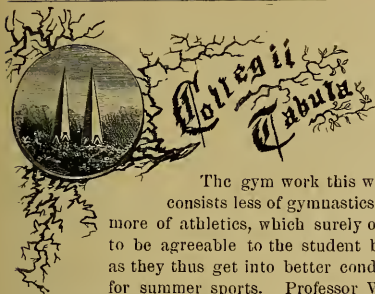 Collegii
Tabula
The gym work this w
consists less of gymnastics
more of athletics, which surely o
to be agreeable to the student b
as they thus get into better cond
for summer sports. Professor V